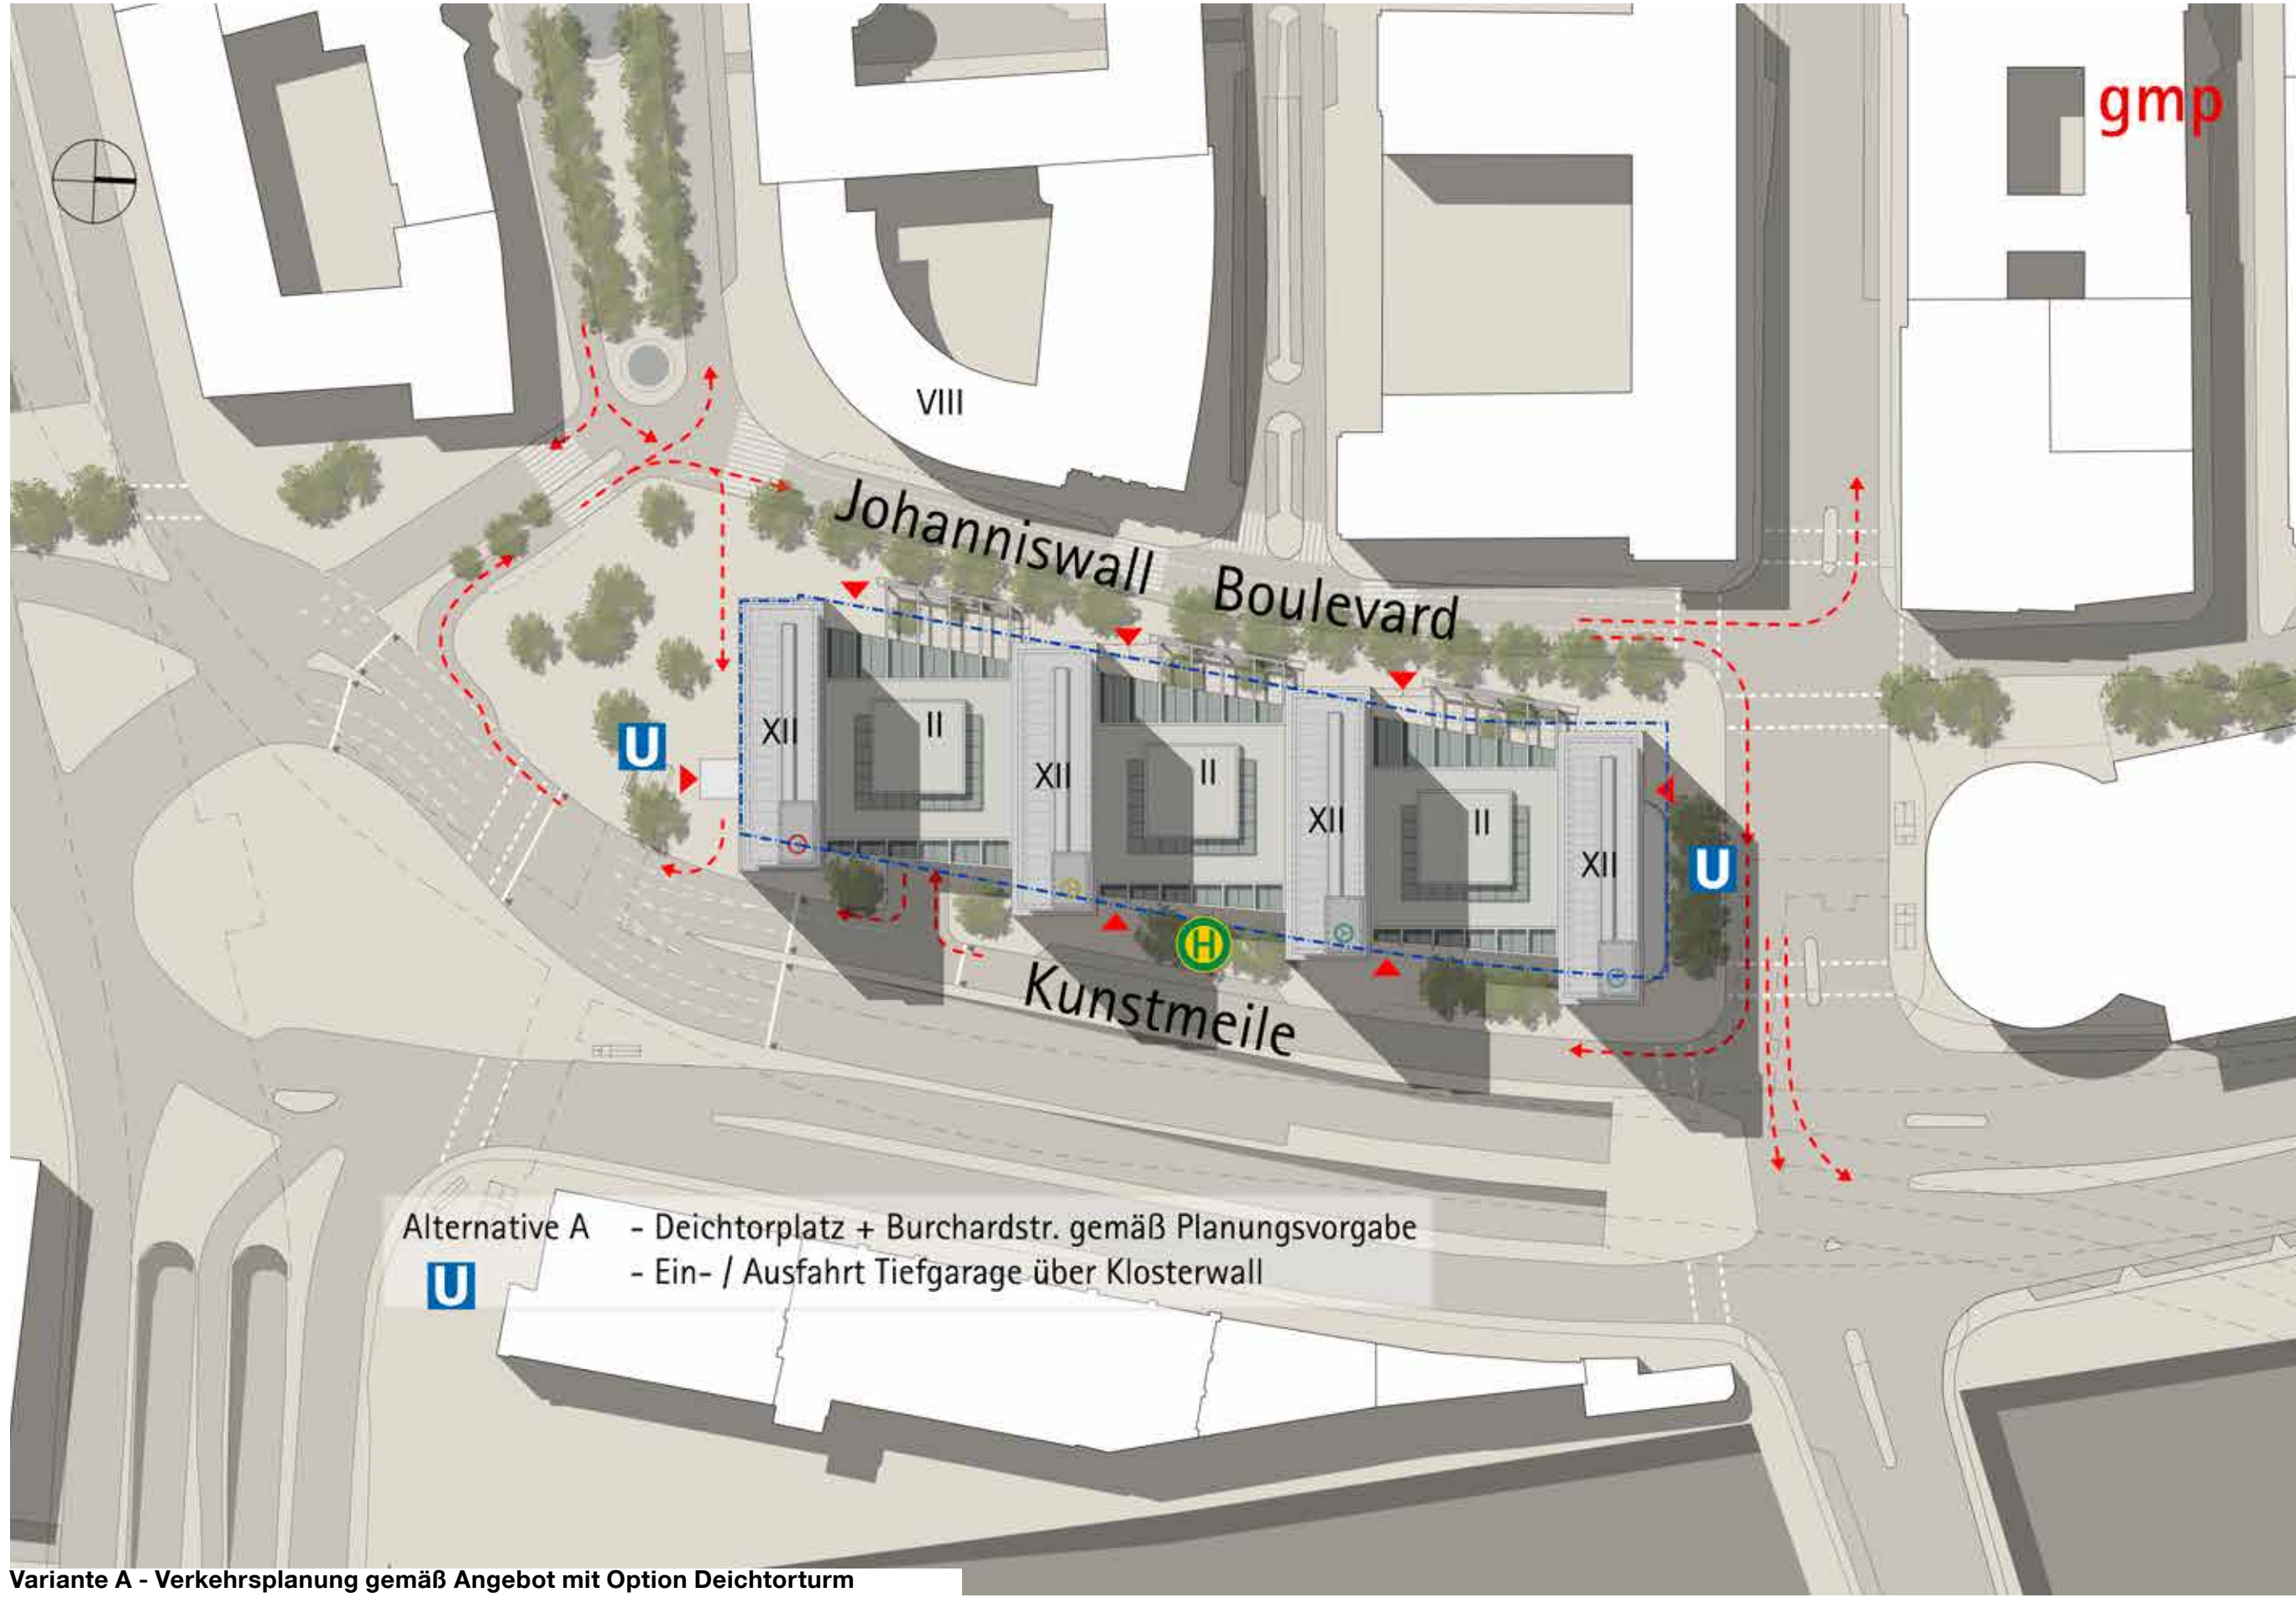 gmp
VIII
Johanniswall Boulevard
U
XII
II
XII
II
XII
II
XII
U
H
Kunstmeile
Alternative A - Deichtorplatz + Burchardstr. gemäß Planungsvorgabe
U - Ein- / Ausfahrt Tiefgarage über Klosterwall
Variante A - Verkehrsplanung gemäß Angebot mit Option Deichtorturm